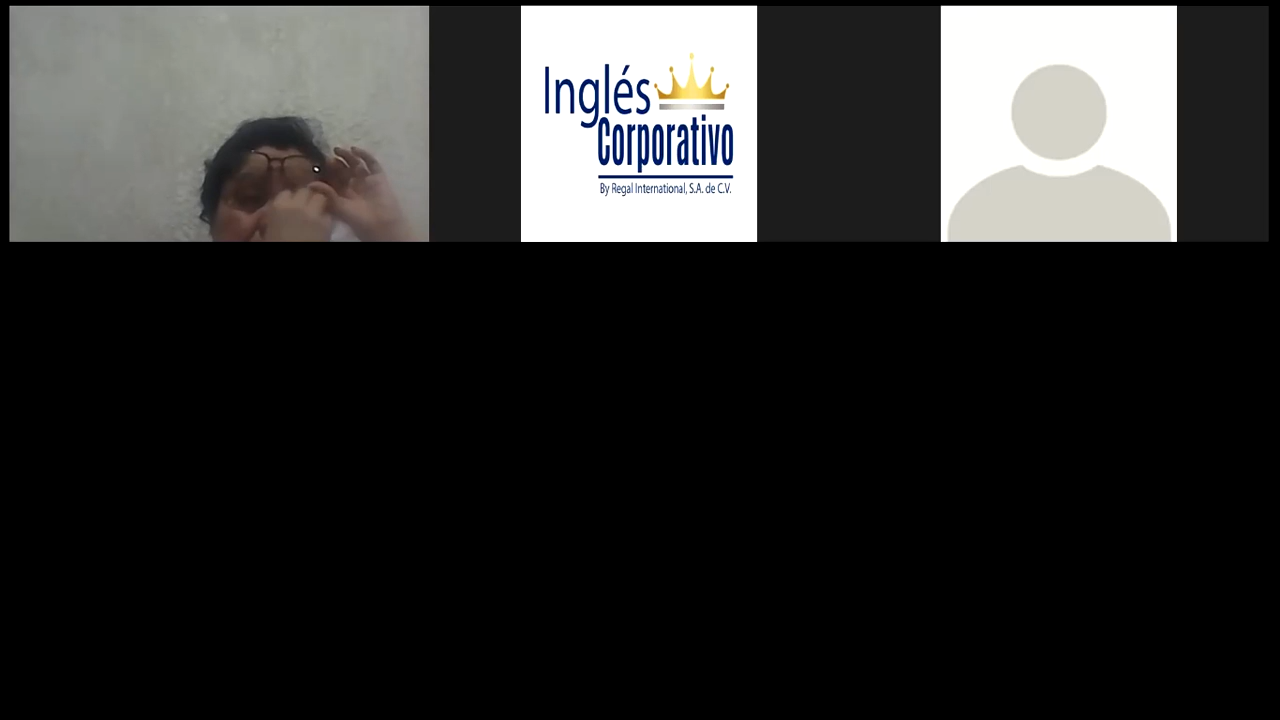 Inglés
Corporativo
By Regal International, S.A. de C.V.